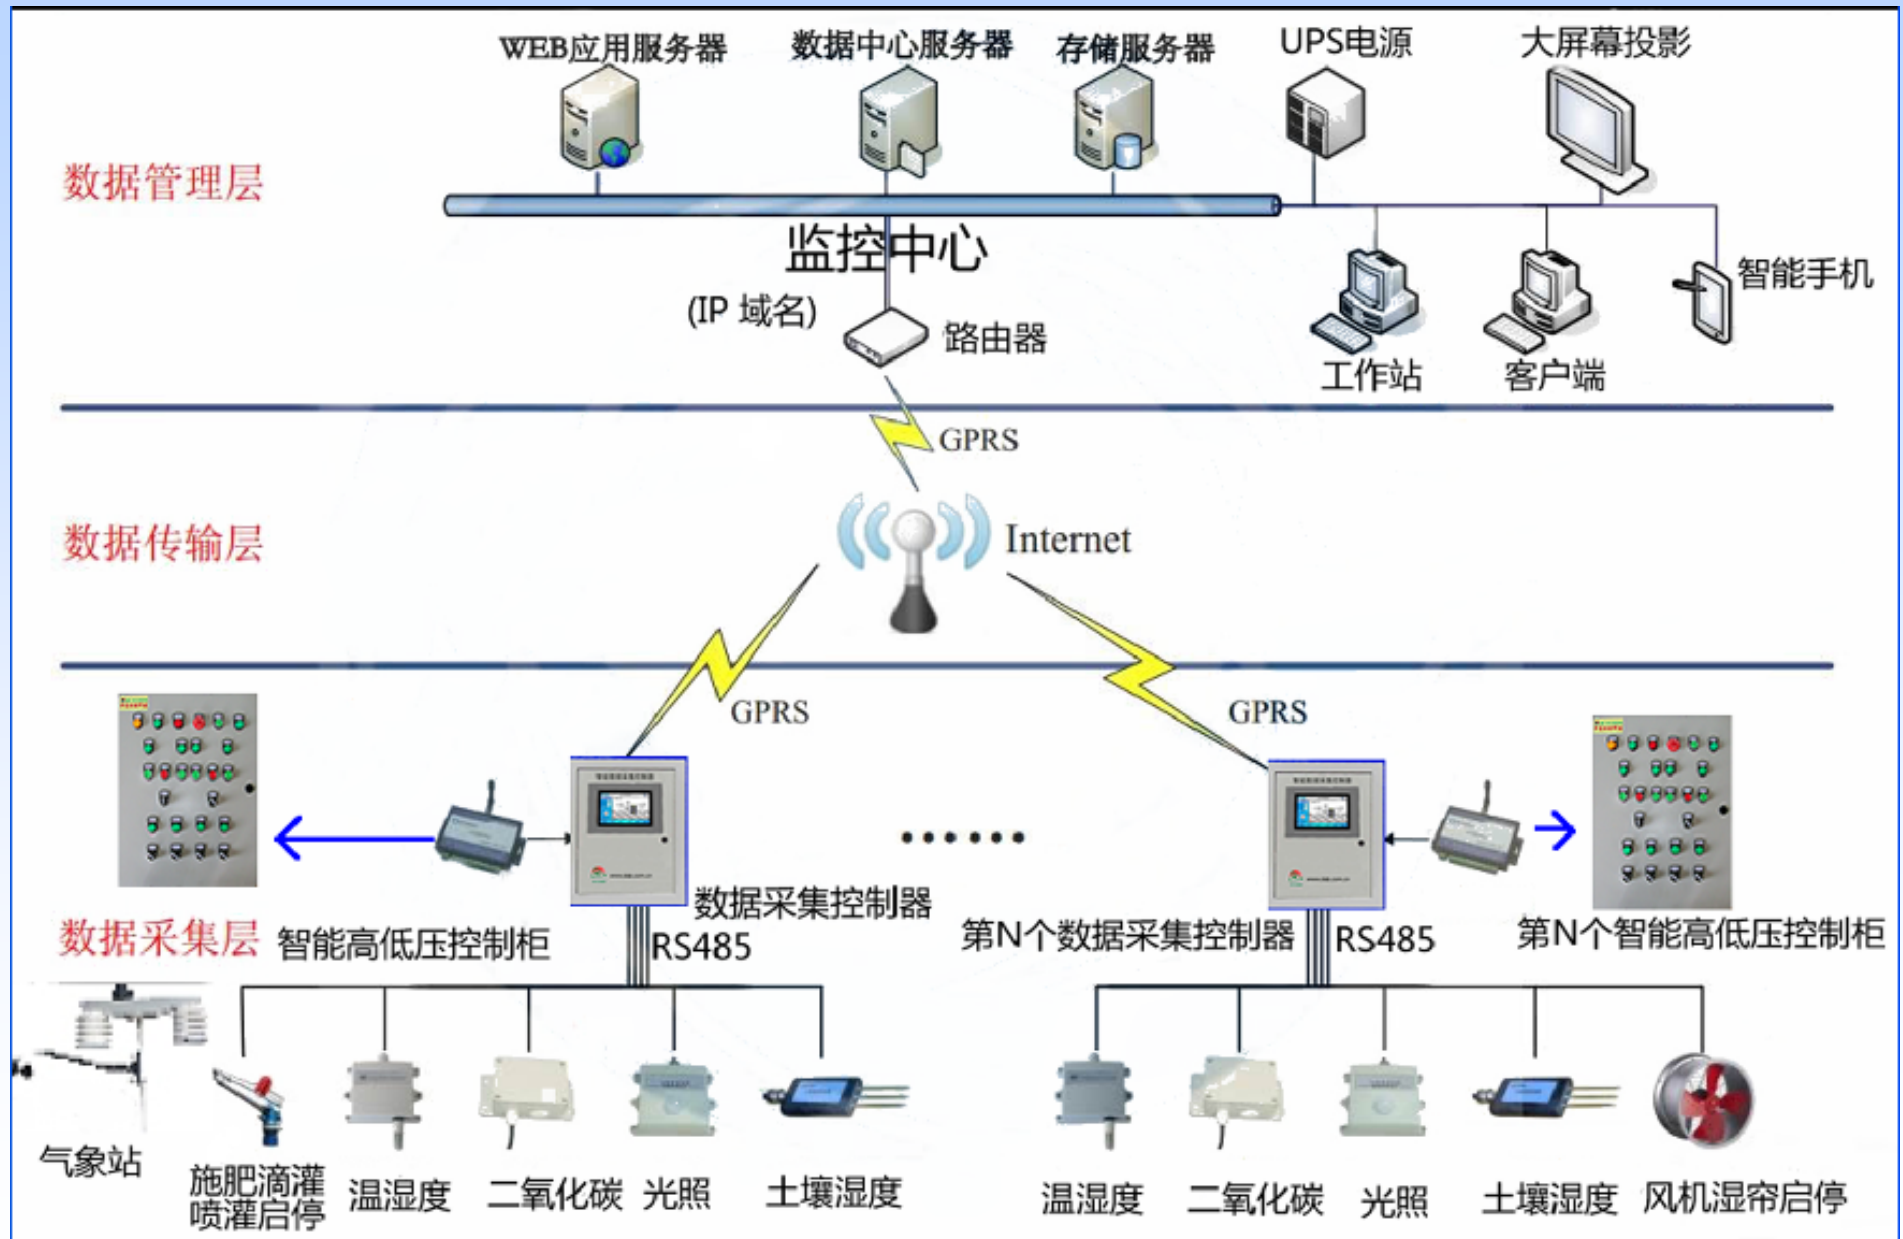 WEB应用服务器
数据中心服务器
存储服务器
UPS电源
大屏幕投影
数据管理层
监控中心
(IP 域名)
路由器
智能手机
工作站
客户端
GPRS
数据传输层
Internet
GPRS
GPRS
数据采集控制器
数据采集层
智能高低压控制柜
RS485
第N个数据采集控制器
RS485
第N个智能高低压控制柜
气象站
施肥滴灌
喷灌启停
温湿度
二氧化碳
光照
土壤湿度
温湿度
二氧化碳
光照
土壤湿度
风机湿帘启停